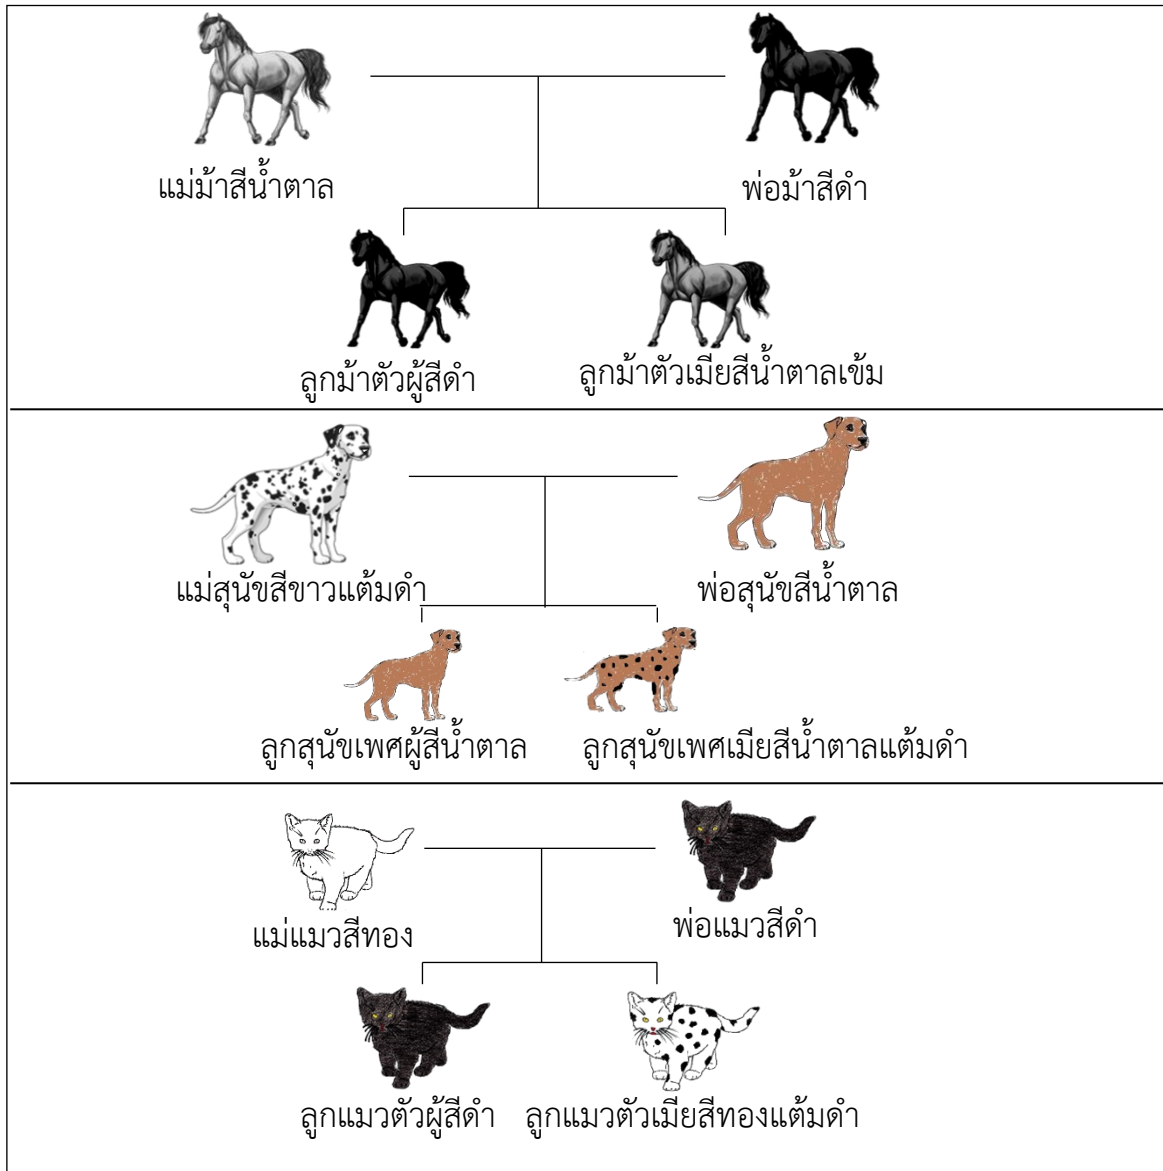 แม่ม้าสีน้ำตาล
พ่อม้าสีดำ
ลูกม้าตัวผู้สีดำ
ลูกม้าตัวเมียสีน้ำตาลเข้ม
แม่สุนัขสีขาวแต้มดำ
พ่อสุนัขสีน้ำตาล
ลูกสุนัขเพศผู้สีน้ำตาล
ลูกสุนัขเพศเมียสีน้ำตาลแต้มดำ
แม่แมวสีทอง
พ่อแมวสีดำ
ลูกแมวตัวผู้สีดำ
ลูกแมวตัวเมียสีทองแต้มดำ